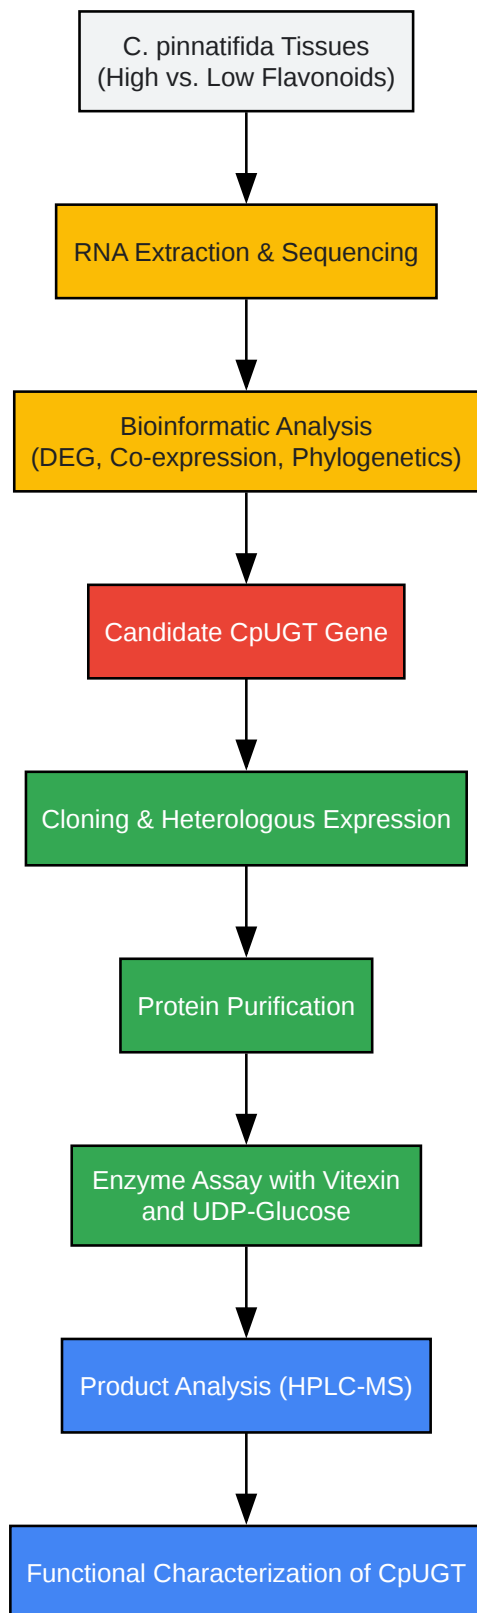 C. pinnatifida Tissues
(High vs. Low Flavonoids)
RNA Extraction & Sequencing
Bioinformatic Analysis
(DEG, Co-expression, Phylogenetics)
Candidate CpUGT Gene
Cloning & Heterologous Expression
Protein Purification
Enzyme Assay with Vitexin
and UDP-Glucose
Product Analysis (HPLC-MS)
Functional Characterization of CpUGT